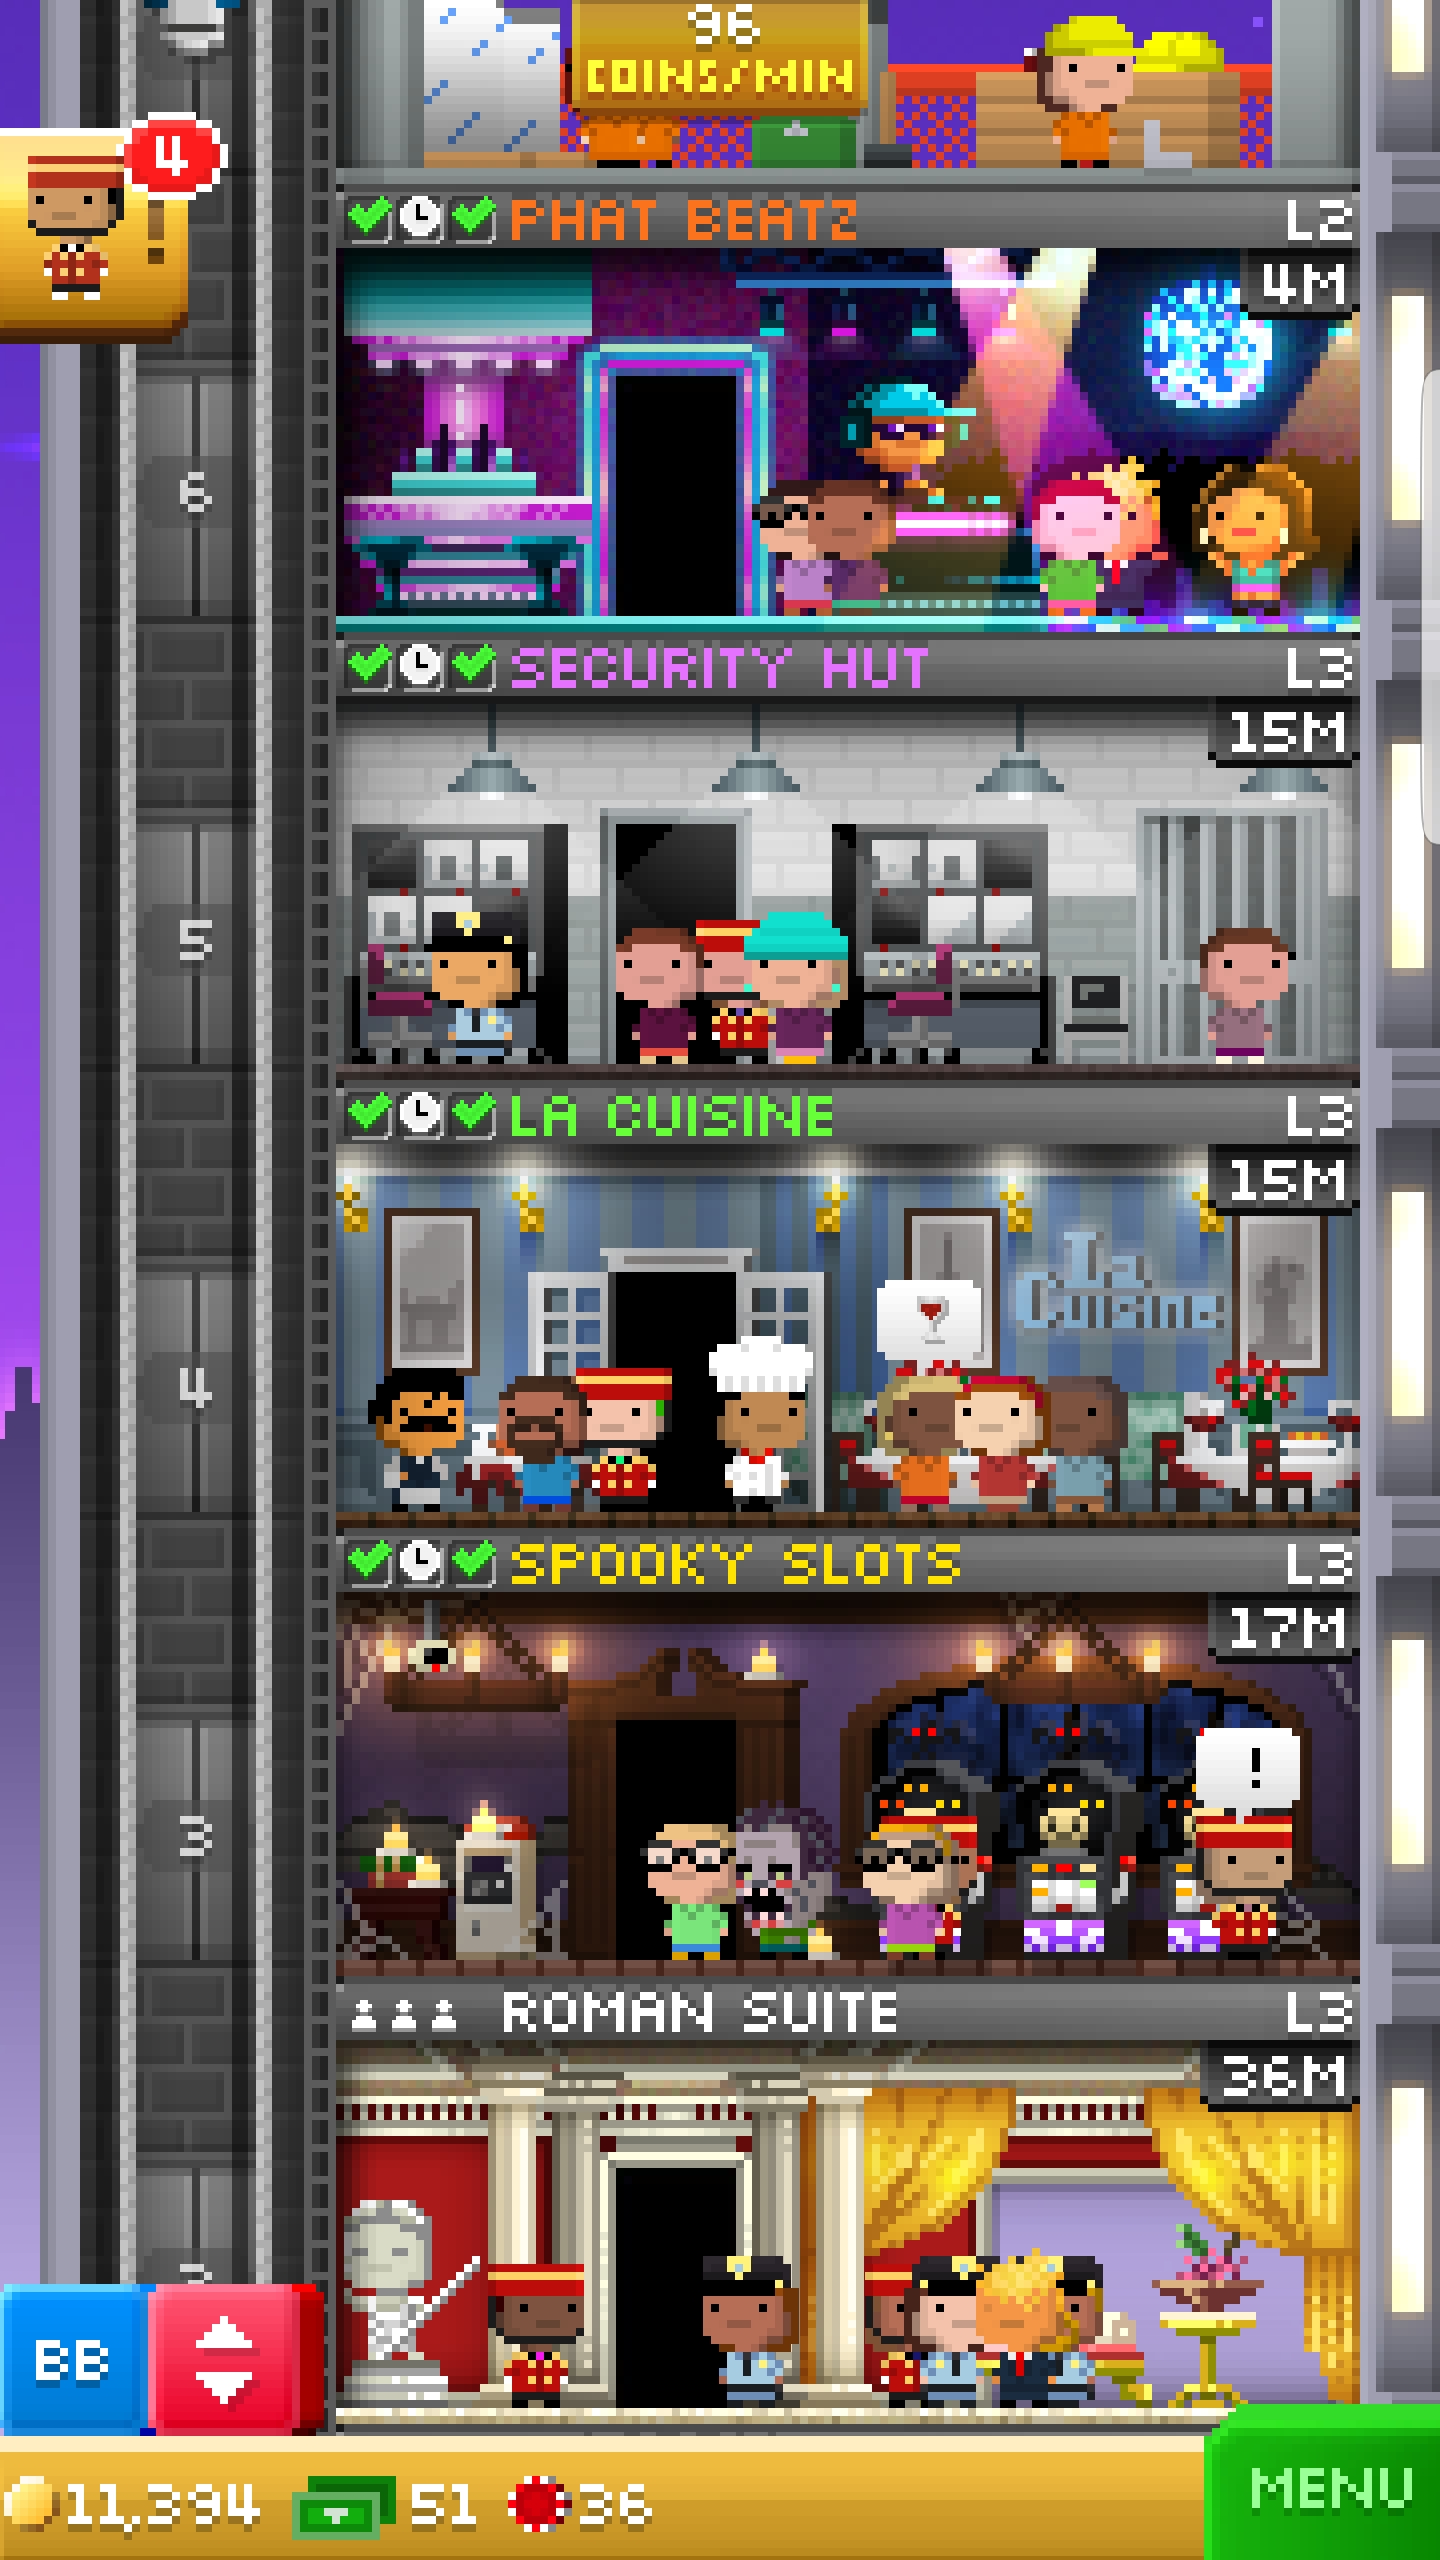 96
COINS/MIN
4
!
PHAT BEATZ L2
4M
6
SECURITY HUT L3
15M
5
LA CUISINE L3
15M
La
Cuisine
4
SPOOKY SLOTS L3
17M
!
3
ROMAN SUITE L3
36M
2
BB
11,394 51 36
MENU